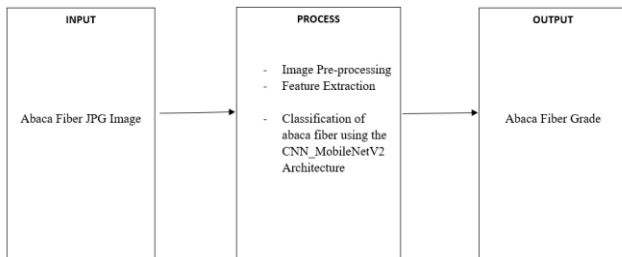 INPUT
Abaca Fiber JPG Image
PROCESS
- Image Pre-processing
- Feature Extraction
- Classification of
abaca fiber using the
CNN_MobileNetV2
Architecture
OUTPUT
Abaca Fiber Grade